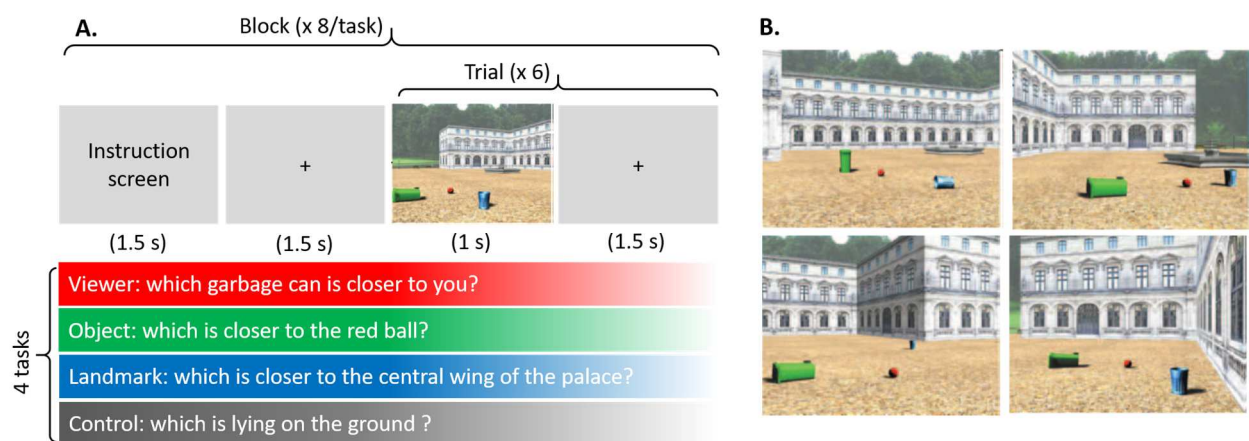 A.
Block (x 8/task)
Trial (x 6)
Instruction
screen
+
+
(1.5 s)
(1.5 s)
(1 s)
(1.5 s)
4 tasks
Viewer: which garbage can is closer to you?
Object: which is closer to the red ball?
Landmark: which is closer to the central wing of the palace?
Control: which is lying on the ground ?
B.